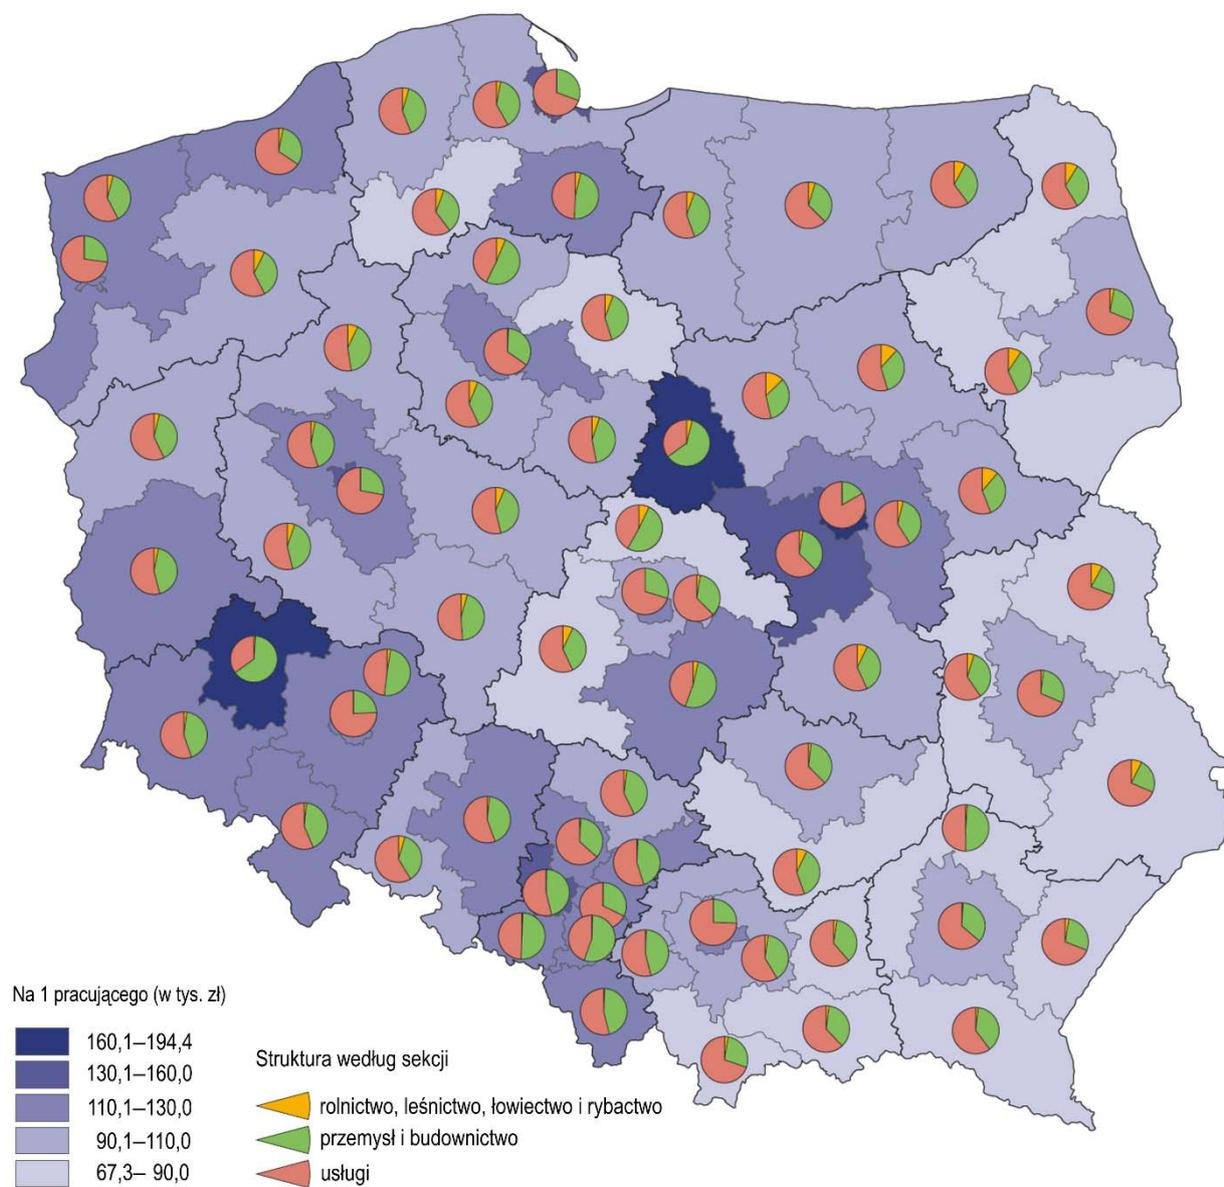 Na 1 pracującego (w tys. zł)
160,1–194,4
130,1–160,0
110,1–130,0
90,1–110,0
67,3– 90,0
Struktura według sekcji
rolnictwo, leśnictwo, łowiectwo i rybactwo
przemysł i budownictwo
usługi